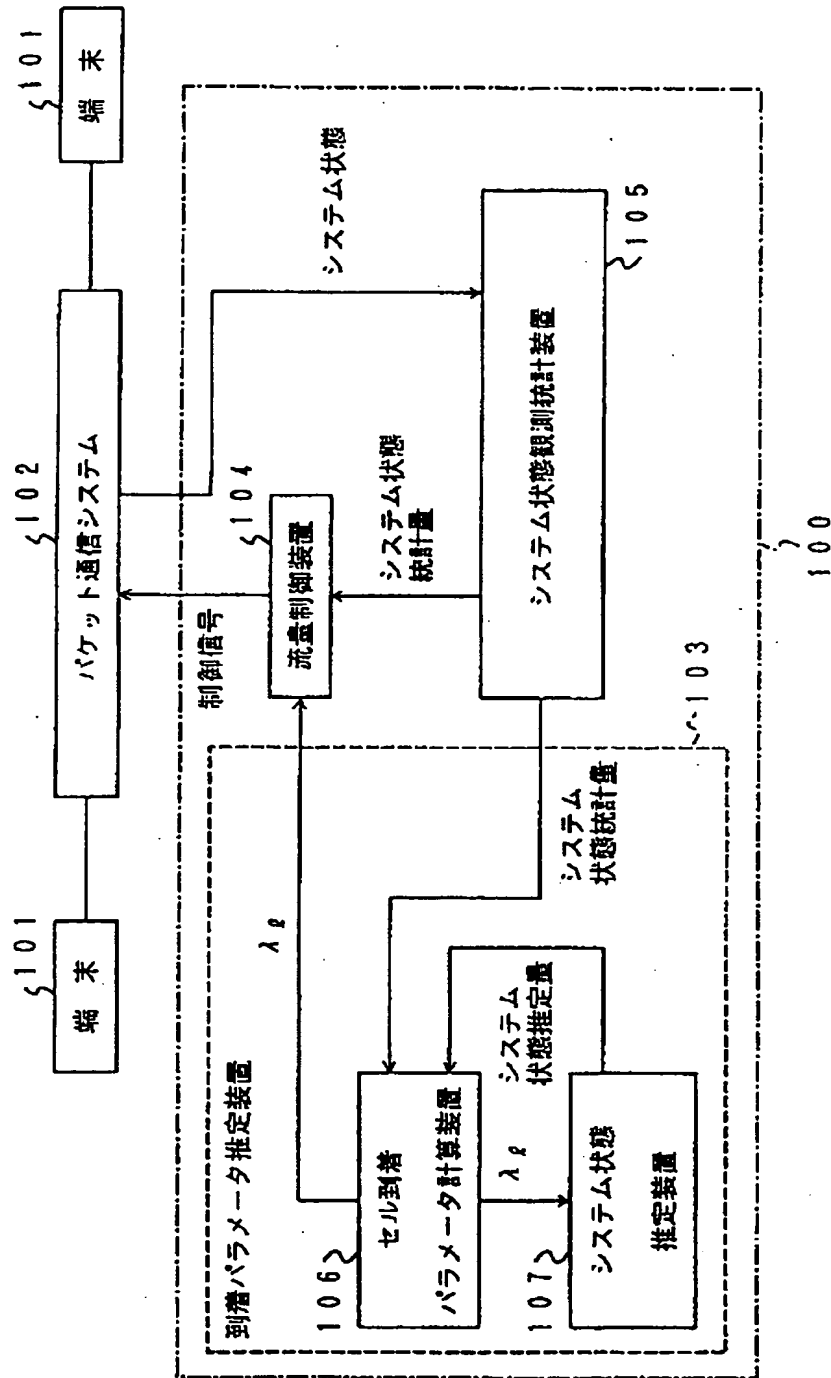 101
端末
102
パケット通信システム
101
端末
制御信号
104
流量制御装置
システム状態
システム状態
統計量
システム状態観測統計装置
105
到着パラメータ推定装置
λℓ
106
セル到着
パラメータ計算装置
λℓ
107
システム状態
推定装置
システム
状態推定量
システム
状態統計量
103
100